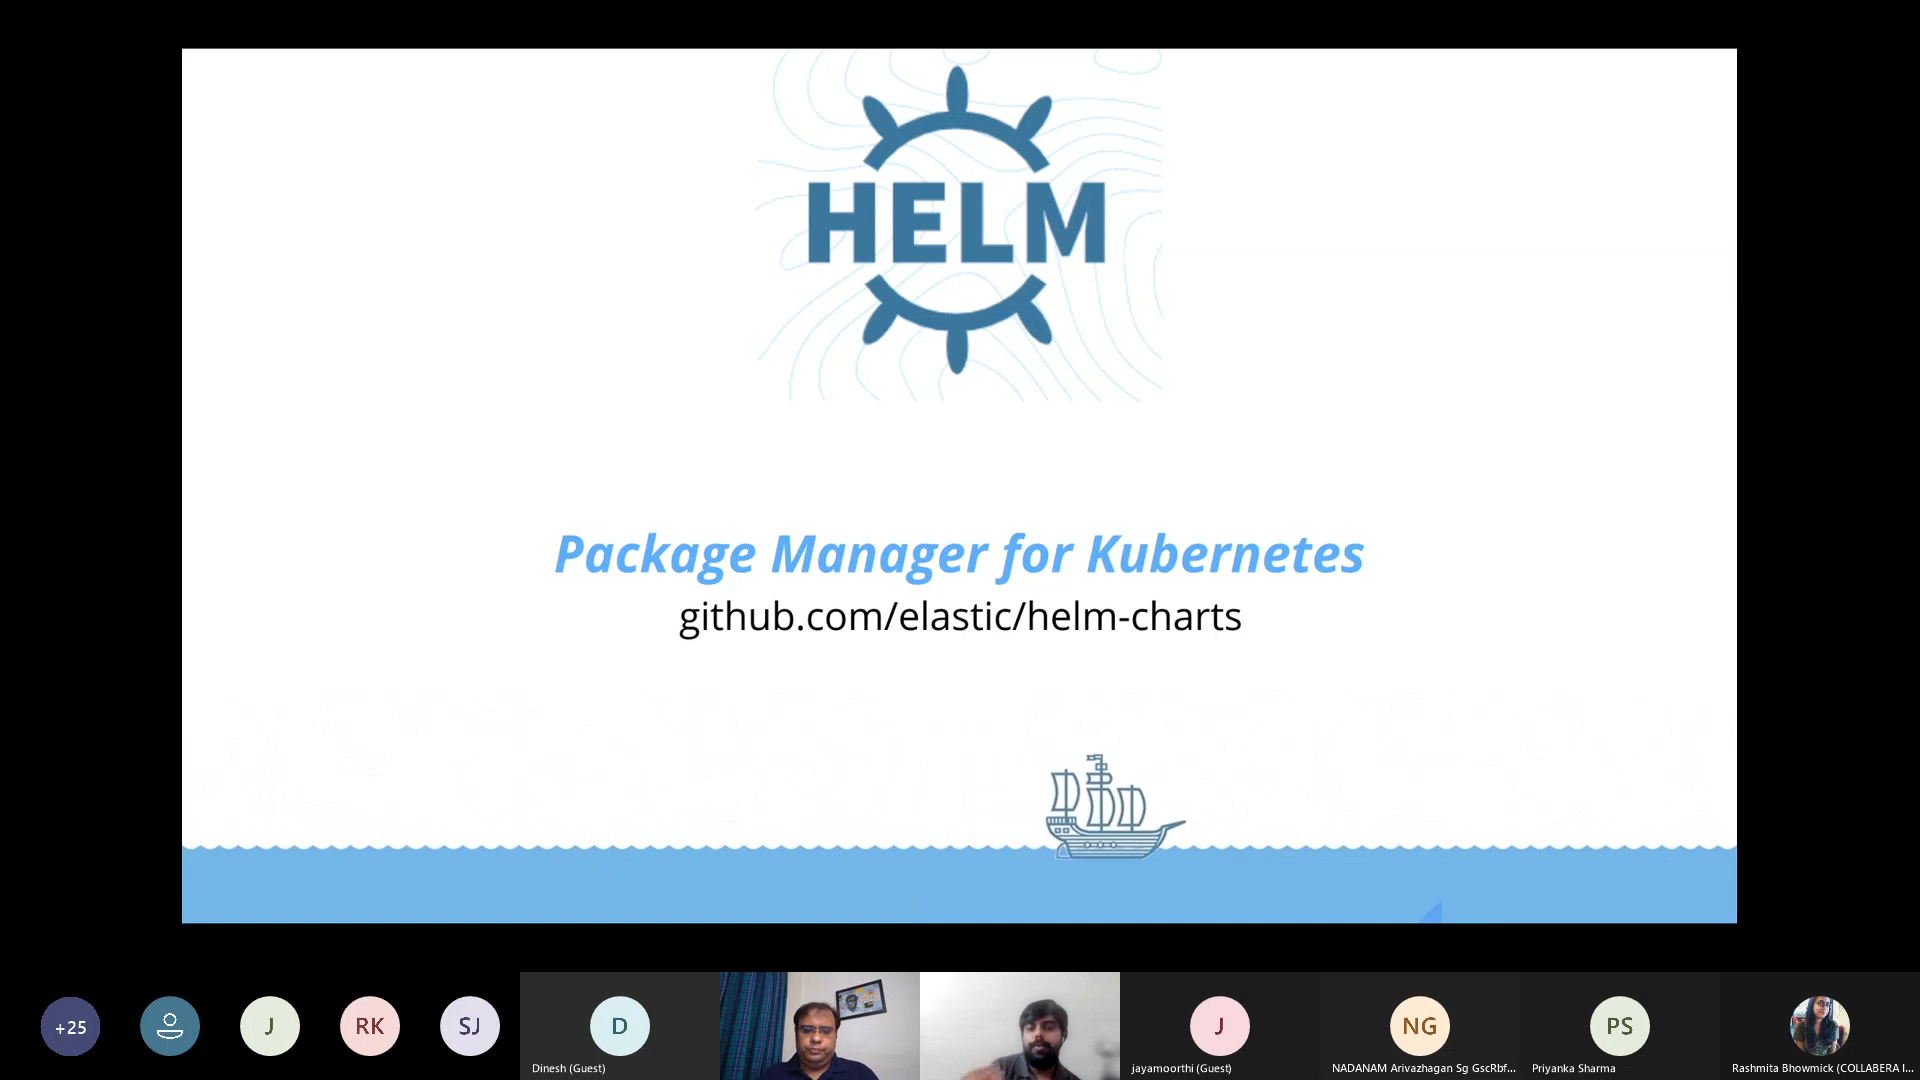 HELM
Package Manager for Kubernetes
github.com/elastic/helm-charts
+25
J
RK
SJ
D
Dinesh (Guest)
J
jayamoorthi (Guest)
NG
NADANAM Arivazhagan Sg GscRbf...
PS
Priyanka Sharma
Rashmita Bhowmick (COLLABERA I...